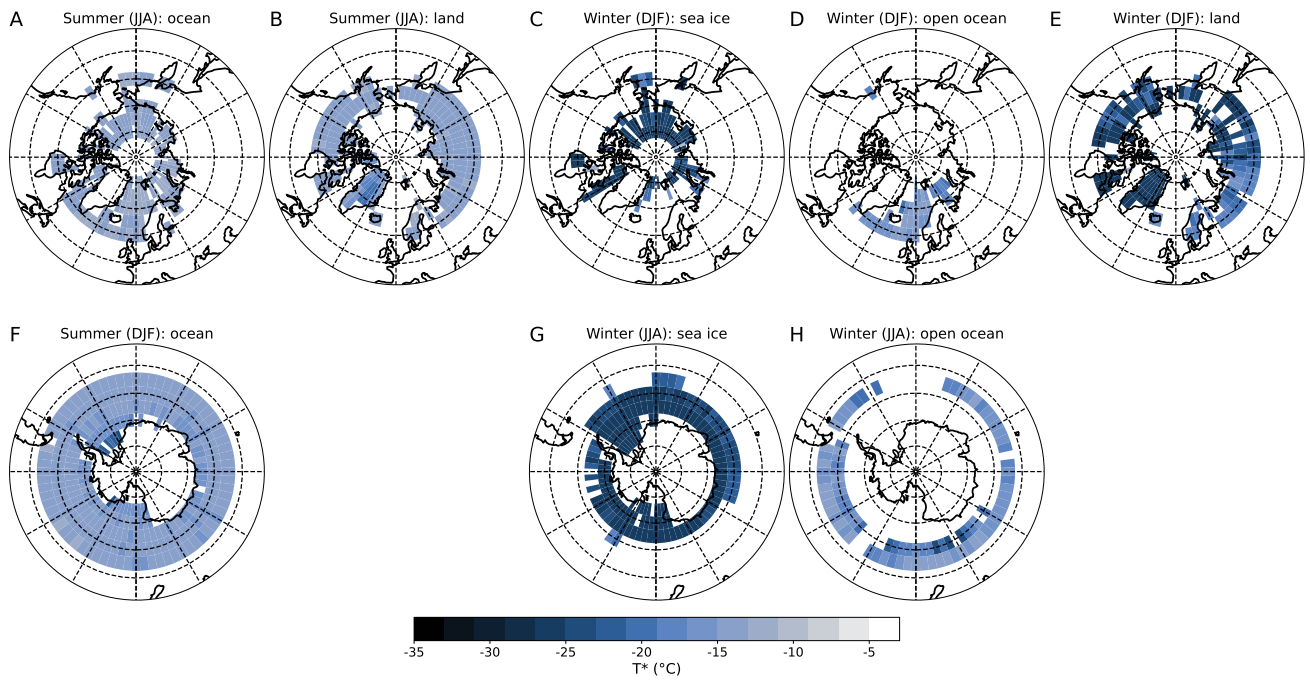 A Summer (JJA): ocean
B Summer (JJA): land
C Winter (DJF): sea ice
D Winter (DJF): open ocean
E Winter (DJF): land
F Summer (DJF): ocean
G Winter (JJA): sea ice
H Winter (JJA): open ocean
-35 -30 -25 -20 -15 -10 -5
T* (°C)